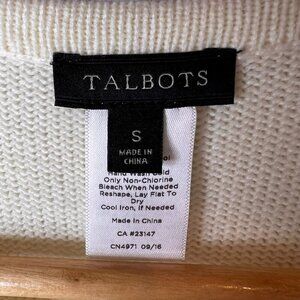 TALBOTS
S
MADE IN
CHINA
Hand Wash Cold
Only Non-Chlorine
Bleach When Needed
Reshape, Lay Flat To
Dry
Cool Iron, If Needed
Made in China
CA #23147
CN4971 09/16